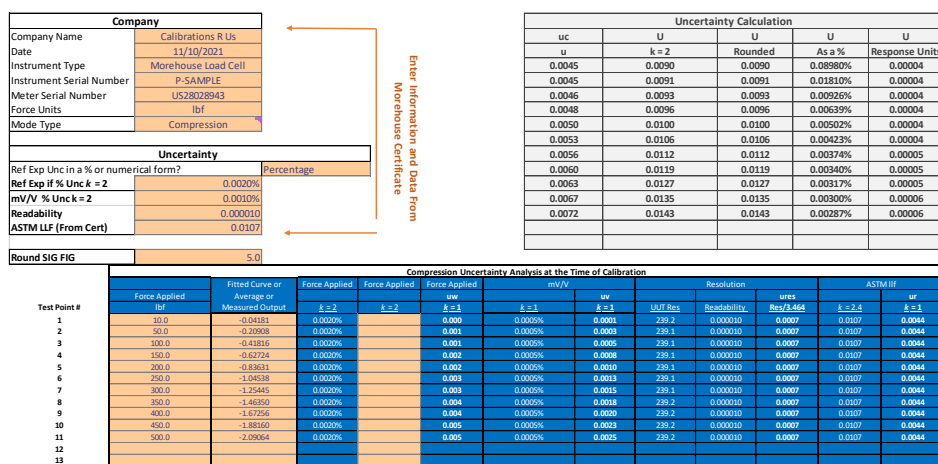 Company
Company Name Calibrations R Us
Date 11/10/2021
Instrument Type Morehouse Load Cell
Instrument Serial Number P-SAMPLE
Meter Serial Number US28028943
Force Units lbf
Mode Type Compression
Enter Information and Data From
Morehouse Certificate
Uncertainty
Ref Exp Unc in a % or numerical form? Percentage
Ref Exp if % Unc k = 2 0.0020%
mV/V % Unc k = 2 0.0010%
Readability 0.000010
ASTM LLF (From Cert) 0.0107
Round SIG FIG 5.0
Uncertainty Calculation
uc U U U U
u k = 2 Rounded As a % Response Units
0.0045 0.0090 0.0090 0.08980% 0.00004
0.0045 0.0091 0.0091 0.01810% 0.00004
0.0046 0.0093 0.0093 0.00926% 0.00004
0.0048 0.0096 0.0096 0.00639% 0.00004
0.0050 0.0100 0.0100 0.00502% 0.00004
0.0053 0.0106 0.0106 0.00423% 0.00004
0.0056 0.0112 0.0112 0.00374% 0.00005
0.0060 0.0119 0.0119 0.00340% 0.00005
0.0063 0.0127 0.0127 0.00317% 0.00005
0.0067 0.0135 0.0135 0.00300% 0.00006
0.0072 0.0143 0.0143 0.00287% 0.00006
Compression Uncertainty Analysis at the Time of Calibration
Fitted Curve or Force Applied Force Applied Force Applied mV/V Resolution ASTM llf
Force Applied Average or uw uv ures ur
Test Point # lbf Measured Output k = 2 k = 2 k = 1 k = 1 k = 1 UUT Res Readability Res/3.464 k = 2.4 k = 1
1 10.0 -0.04181 0.0020% 0.000 0.0005% 0.0001 239.2 0.000010 0.0007 0.0107 0.0044
2 50.0 -0.20908 0.0020% 0.001 0.0005% 0.0003 239.1 0.000010 0.0007 0.0107 0.0044
3 100.0 -0.41816 0.0020% 0.001 0.0005% 0.0005 239.1 0.000010 0.0007 0.0107 0.0044
4 150.0 -0.62724 0.0020% 0.002 0.0005% 0.0008 239.1 0.000010 0.0007 0.0107 0.0044
5 200.0 -0.83631 0.0020% 0.002 0.0005% 0.0010 239.1 0.000010 0.0007 0.0107 0.0044
6 250.0 -1.04538 0.0020% 0.003 0.0005% 0.0013 239.1 0.000010 0.0007 0.0107 0.0044
7 300.0 -1.25445 0.0020% 0.003 0.0005% 0.0015 239.1 0.000010 0.0007 0.0107 0.0044
8 350.0 -1.46350 0.0020% 0.004 0.0005% 0.0018 239.2 0.000010 0.0007 0.0107 0.0044
9 400.0 -1.67256 0.0020% 0.004 0.0005% 0.0020 239.2 0.000010 0.0007 0.0107 0.0044
10 450.0 -1.88160 0.0020% 0.005 0.0005% 0.0023 239.2 0.000010 0.0007 0.0107 0.0044
11 500.0 -2.09064 0.0020% 0.005 0.0005% 0.0025 239.2 0.000010 0.0007 0.0107 0.0044
12
13